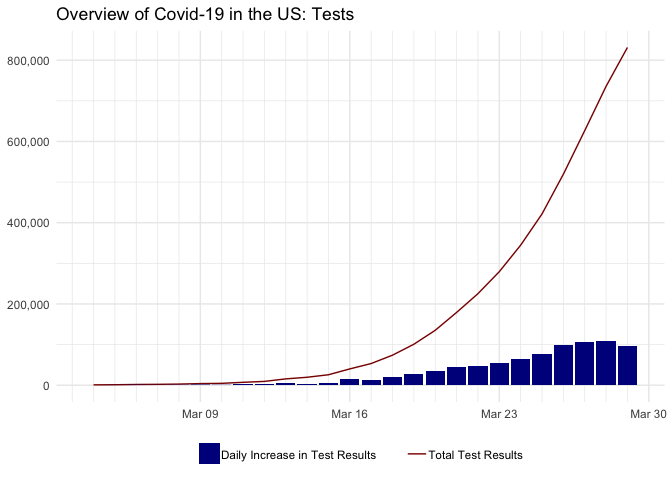 Overview of Covid-19 in the US: Tests
800,000
600,000
400,000
200,000
0
Mar 09 Mar 16 Mar 23 Mar 30
Daily Increase in Test Results Total Test Results